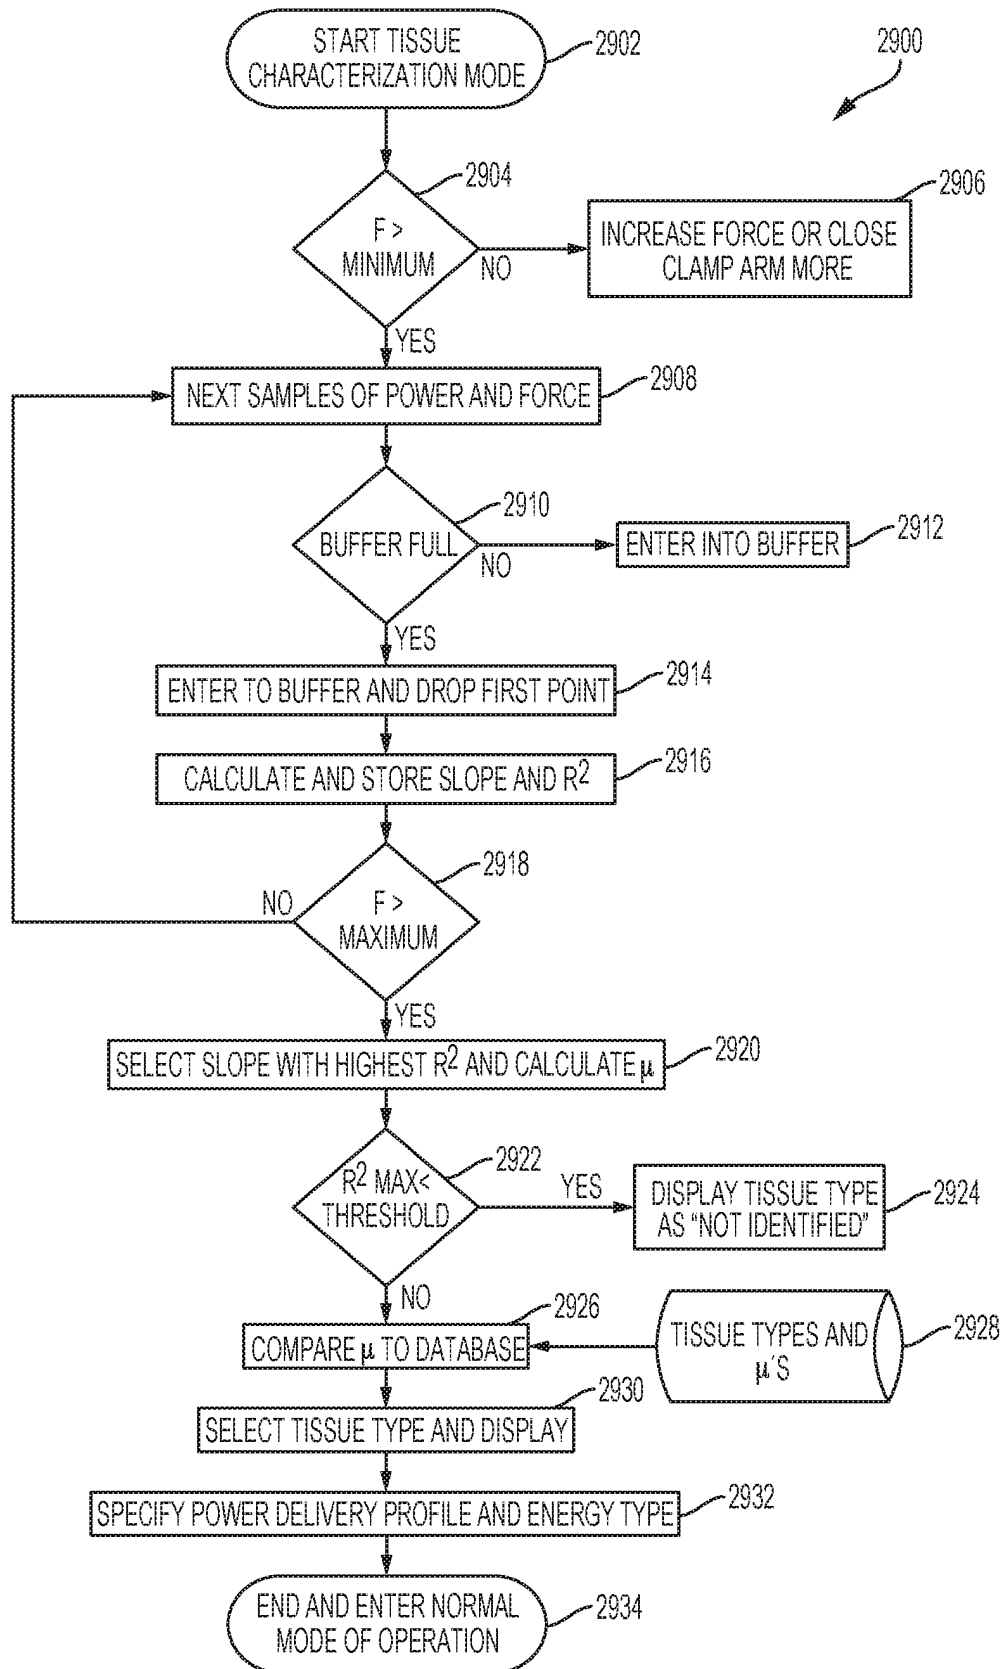 START TISSUE
CHARACTERIZATION MODE
2902
2900
2904
F >
MINIMUM
NO
YES
2906
INCREASE FORCE OR CLOSE
CLAMP ARM MORE
NEXT SAMPLES OF POWER AND FORCE
2908
BUFFER FULL
2910
NO
YES
ENTER INTO BUFFER
2912
ENTER TO BUFFER AND DROP FIRST POINT
2914
CALCULATE AND STORE SLOPE AND R²
2916
F >
MAXIMUM
2918
NO
YES
SELECT SLOPE WITH HIGHEST R² AND CALCULATE μ
2920
R² MAX<
THRESHOLD
2922
YES
NO
DISPLAY TISSUE TYPE
AS "NOT IDENTIFIED"
2924
COMPARE μ TO DATABASE
2926
TISSUE TYPES AND
μ'S
2928
SELECT TISSUE TYPE AND DISPLAY
2930
SPECIFY POWER DELIVERY PROFILE AND ENERGY TYPE
2932
END AND ENTER NORMAL
MODE OF OPERATION
2934